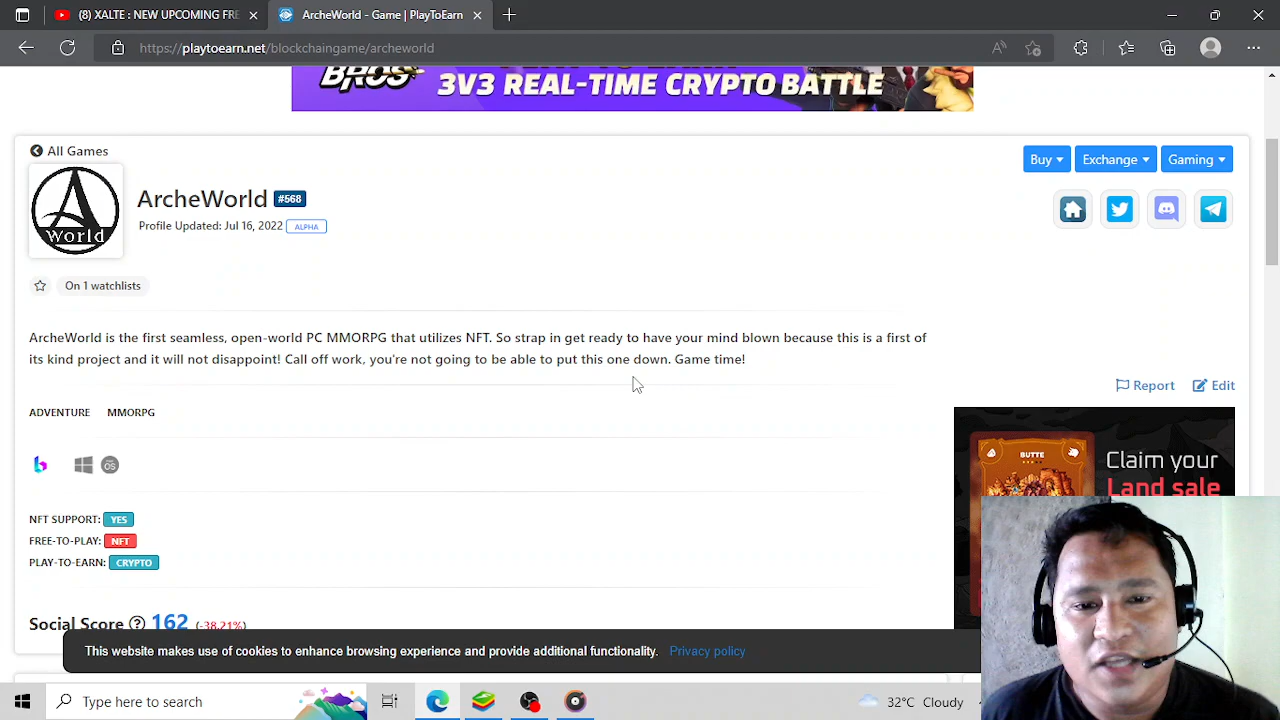 (8) XALTE : NEW UPCOMING FRE
ArcheWorld - Game | PlayToEarn
https://playtoearn.net/blockchaingame/archeworld
BROS
3V3 REAL-TIME CRYPTO BATTLE
All Games
Buy
Exchange
Gaming
A
World
ArcheWorld #568
Profile Updated: Jul 16, 2022 ALPHA
On 1 watchlists
ArcheWorld is the first seamless, open-world PC MMORPG that utilizes NFT. So strap in get ready to have your mind blown because this is a first of
its kind project and it will not disappoint! Call off work, you're not going to be able to put this one down. Game time!
Report
Edit
ADVENTURE MMORPG
OS
BUTTE
Claim your
Land sale
NFT SUPPORT: YES
FREE-TO-PLAY: NFT
PLAY-TO-EARN: CRYPTO
Social Score 162 (-38.21%)
This website makes use of cookies to enhance browsing experience and provide additional functionality. Privacy policy
Type here to search
32°C Cloudy